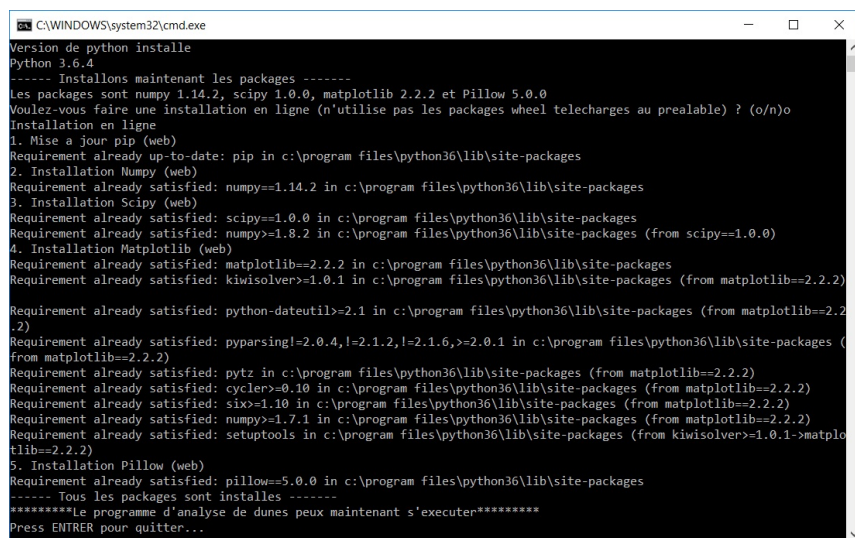 C:\WINDOWS\system32\cmd.exe
Version de python installe
Python 3.6.4
------ Installons maintenant les packages -------
Les packages sont numpy 1.14.2, scipy 1.0.0, matplotlib 2.2.2 et Pillow 5.0.0
Voulez-vous faire une installation en ligne (n'utilise pas les packages wheel telecharges au prealable) ? (o/n)o
Installation en ligne
1. Mise a jour pip (web)
Requirement already up-to-date: pip in c:\program files\python36\lib\site-packages
2. Installation Numpy (web)
Requirement already satisfied: numpy==1.14.2 in c:\program files\python36\lib\site-packages
3. Installation Scipy (web)
Requirement already satisfied: scipy==1.0.0 in c:\program files\python36\lib\site-packages
Requirement already satisfied: numpy>=1.8.2 in c:\program files\python36\lib\site-packages (from scipy==1.0.0)
4. Installation Matplotlib (web)
Requirement already satisfied: matplotlib==2.2.2 in c:\program files\python36\lib\site-packages
Requirement already satisfied: kiwisolver>=1.0.1 in c:\program files\python36\lib\site-packages (from matplotlib==2.2.2)
Requirement already satisfied: python-dateutil>=2.1 in c:\program files\python36\lib\site-packages (from matplotlib==2.2
.2)
Requirement already satisfied: pyparsing!=2.0.4,!=2.1.2,!=2.1.6,>=2.0.1 in c:\program files\python36\lib\site-packages (
from matplotlib==2.2.2)
Requirement already satisfied: pytz in c:\program files\python36\lib\site-packages (from matplotlib==2.2.2)
Requirement already satisfied: cycler>=0.10 in c:\program files\python36\lib\site-packages (from matplotlib==2.2.2)
Requirement already satisfied: six>=1.10 in c:\program files\python36\lib\site-packages (from matplotlib==2.2.2)
Requirement already satisfied: numpy>=1.7.1 in c:\program files\python36\lib\site-packages (from matplotlib==2.2.2)
Requirement already satisfied: setuptools in c:\program files\python36\lib\site-packages (from kiwisolver>=1.0.1->matplo
tlib==2.2.2)
5. Installation Pillow (web)
Requirement already satisfied: pillow==5.0.0 in c:\program files\python36\lib\site-packages
------ Tous les packages sont installes -------
*********Le programme d'analyse de dunes peux maintenant s'executer*********
Press ENTRER pour quitter...